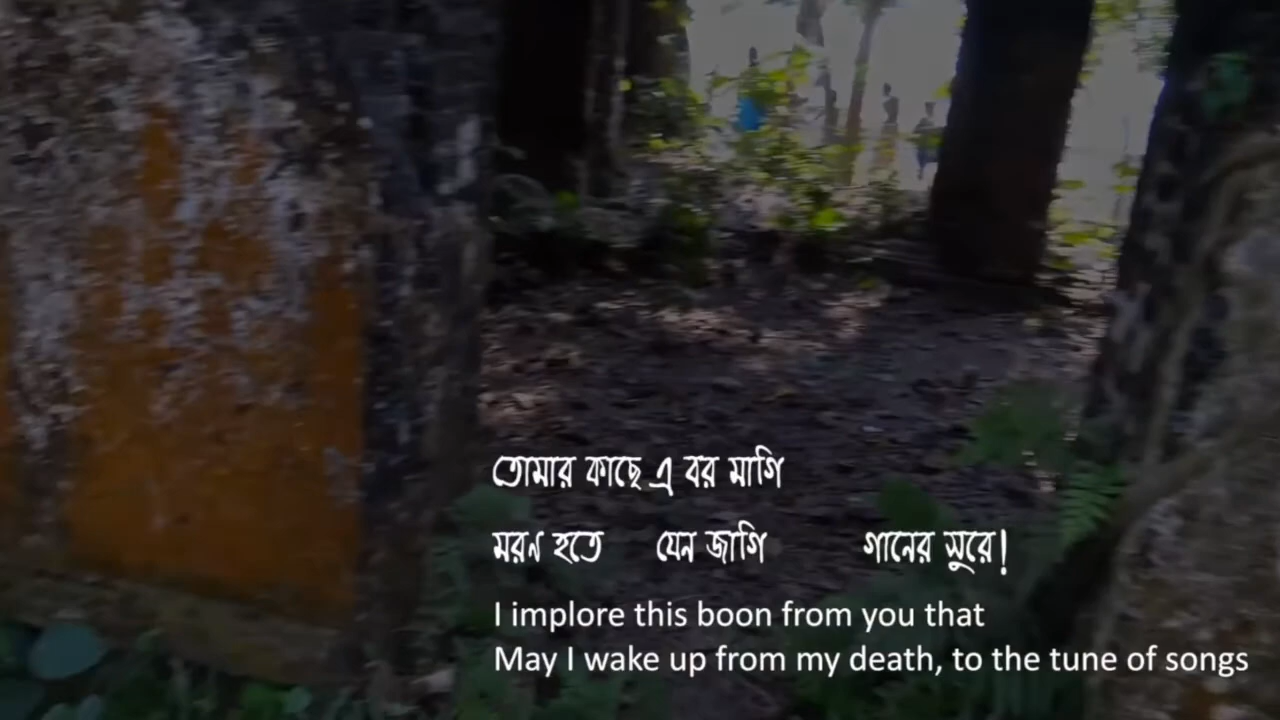 তোমার কাছে এ বর মাগি
মরণ হতে যেন জাগি গানের সুরে!
I implore this boon from you that
May I wake up from my death, to the tune of songs